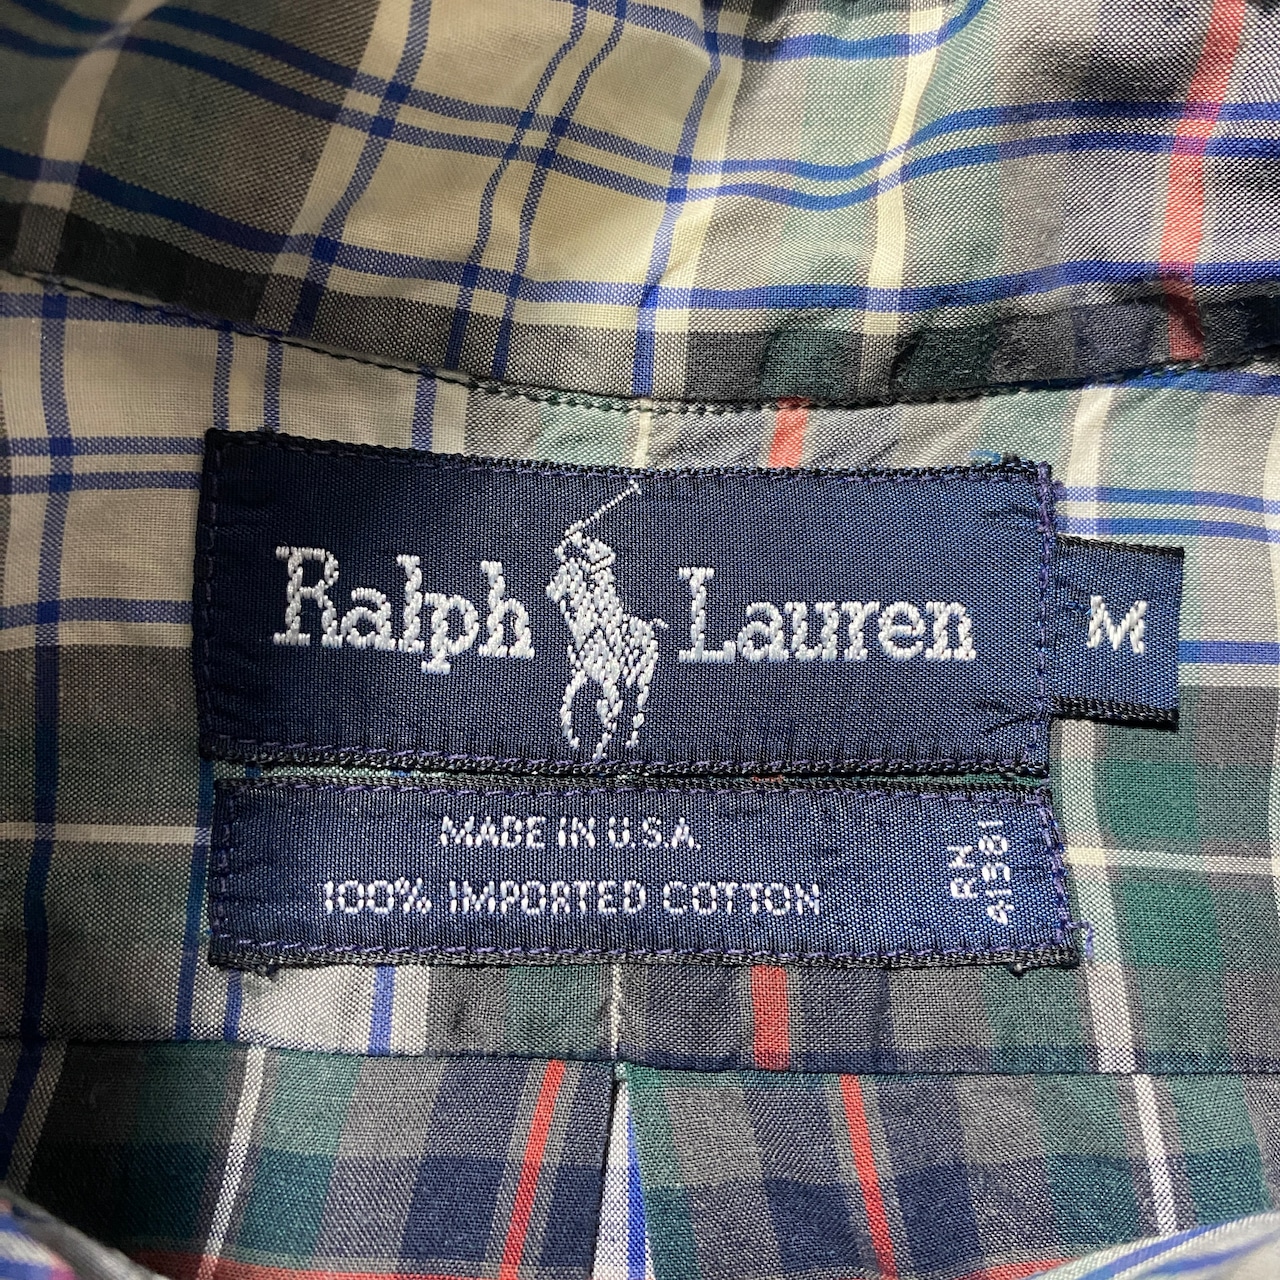 Ralph Lauren
M
MADE IN U.S.A.
100% IMPORTED COTTON
RN
41381